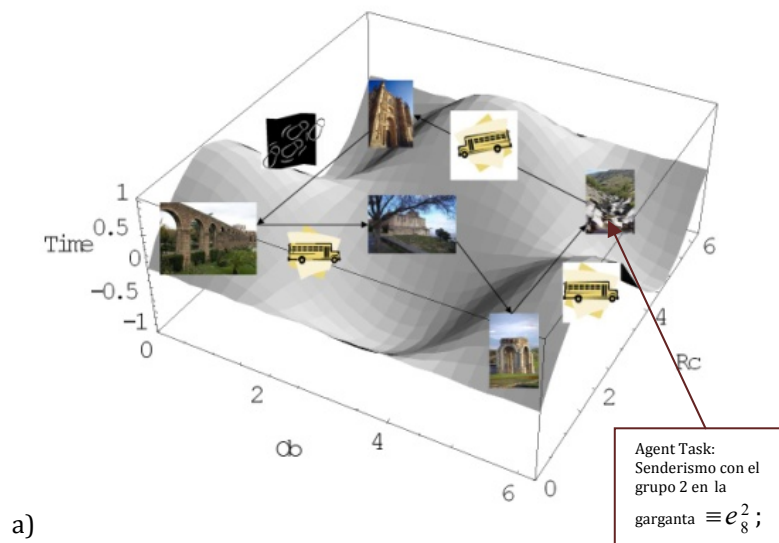 1
0.5
Time
0
-0.5
-1
0
2
4
6
Ob
0
2
4
6
Rc
Agent Task:
Senderismo con el
grupo 2 en la
garganta ≡ e₈²;
a)